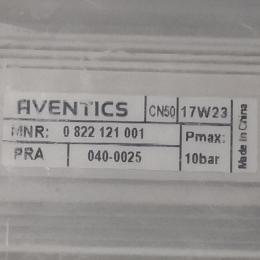 AVENTICS CN50 17W23
MNR: 0 822 121 001 Pmax:
PRA 040-0025 10bar
Made in China